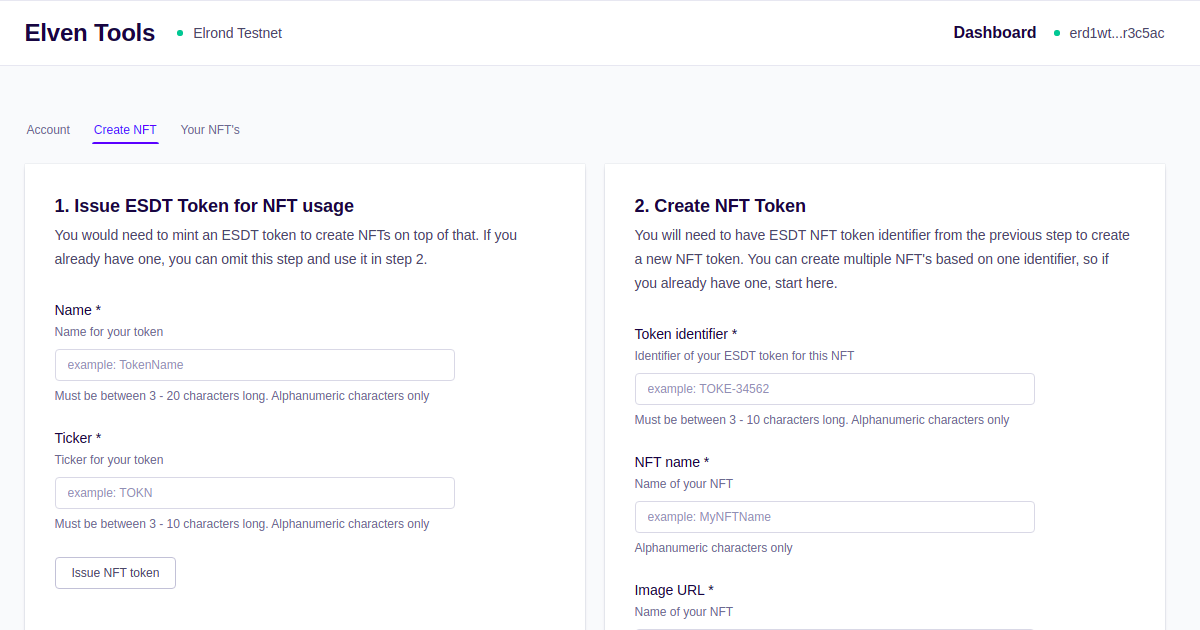 Elven Tools
Elrond Testnet
Dashboard
erd1wt...r3c5ac
Account
Create NFT
Your NFT's
1. Issue ESDT Token for NFT usage
You would need to mint an ESDT token to create NFTs on top of that. If you
already have one, you can omit this step and use it in step 2.
Name *
Name for your token
example: TokenName
Must be between 3 - 20 characters long. Alphanumeric characters only
Ticker *
Ticker for your token
example: TOKN
Must be between 3 - 10 characters long. Alphanumeric characters only
Issue NFT token
2. Create NFT Token
You will need to have ESDT NFT token identifier from the previous step to create
a new NFT token. You can create multiple NFT's based on one identifier, so if
you already have one, start here.
Token identifier *
Identifier of your ESDT token for this NFT
example: TOKE-34562
Must be between 3 - 10 characters long. Alphanumeric characters only
NFT name *
Name of your NFT
example: MyNFTName
Alphanumeric characters only
Image URL *
Name of your NFT